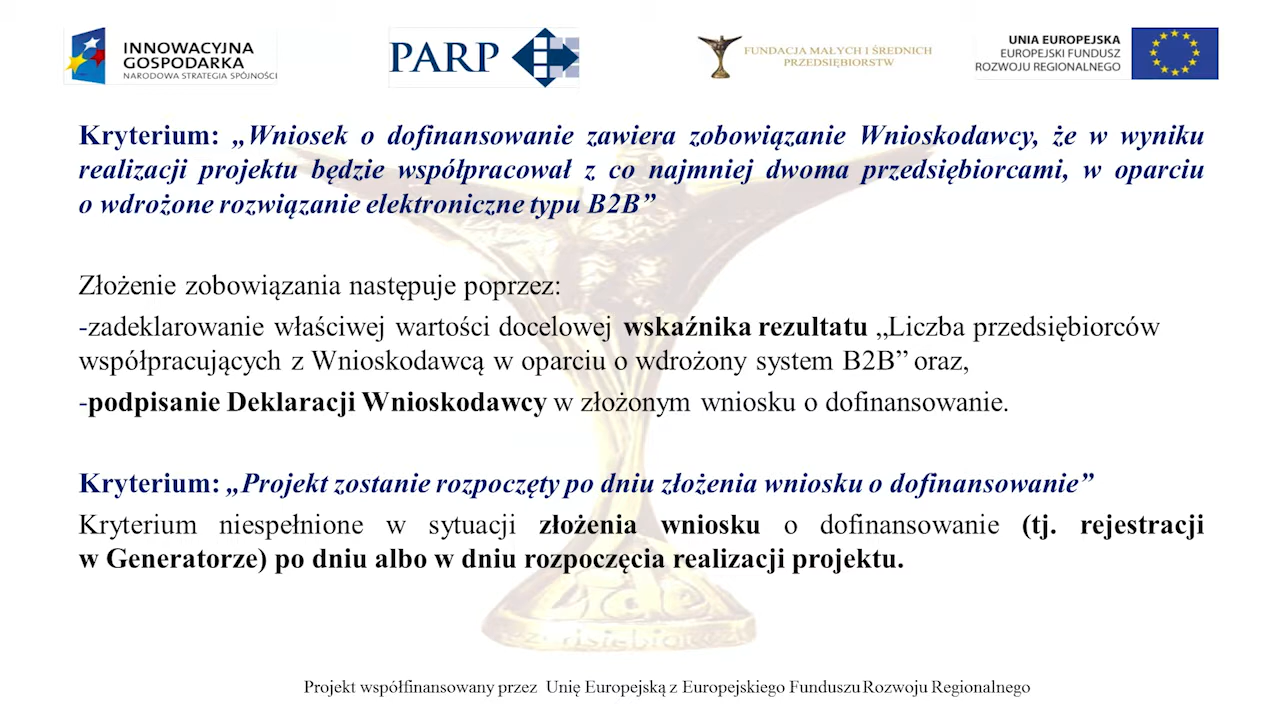 INNOWACYJNA
GOSPODARKA
NARODOWA STRATEGIA SPÓJNOŚCI
PARP
FUNDACJA MAŁYCH I ŚREDNICH
PRZEDSIĘBIORSTW
UNIA EUROPEJSKA
EUROPEJSKI FUNDUSZ
ROZWOJU REGIONALNEGO
Kryterium: „Wniosek o dofinansowanie zawiera zobowiązanie Wnioskodawcy, że w wyniku
realizacji projektu będzie współpracował z co najmniej dwoma przedsiębiorcami, w oparciu
o wdrożone rozwiązanie elektroniczne typu B2B”
Złożenie zobowiązania następuje poprzez:
-zadeklarowanie właściwej wartości docelowej wskaźnika rezultatu „Liczba przedsiębiorców
współpracujących z Wnioskodawcą w oparciu o wdrożony system B2B” oraz,
-podpisanie Deklaracji Wnioskodawcy w złożonym wniosku o dofinansowanie.
Kryterium: „Projekt zostanie rozpoczęty po dniu złożenia wniosku o dofinansowanie”
Kryterium niespełnione w sytuacji złożenia wniosku o dofinansowanie (tj. rejestracji
w Generatorze) po dniu albo w dniu rozpoczęcia realizacji projektu.
Projekt współfinansowany przez Unię Europejską z Europejskiego Funduszu Rozwoju Regionalnego